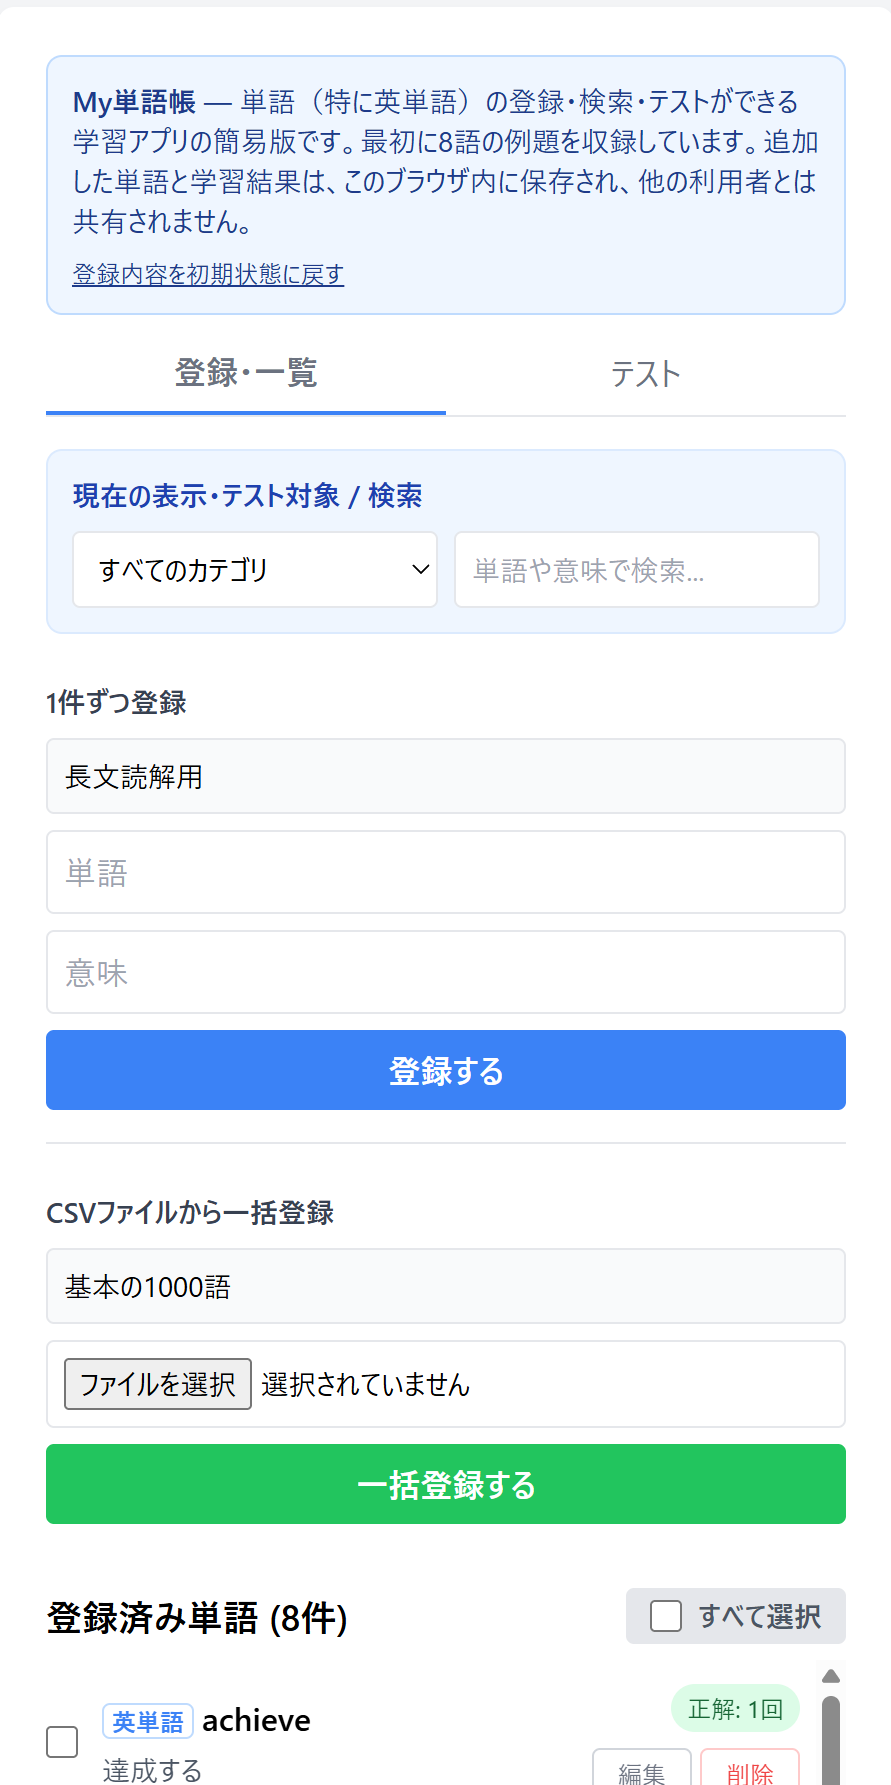 My単語帳 — 単語（特に英単語）の登録・検索・テストができる
学習アプリの簡易版です。最初に8語の例題を収録しています。追加
した単語と学習結果は、このブラウザ内に保存され、他の利用者とは
共有されません。
登録内容を初期状態に戻す
登録・一覧
テスト
現在の表示・テスト対象 / 検索
すべてのカテゴリ
単語や意味で検索...
1件ずつ登録
長文読解用
単語
意味
登録する
CSVファイルから一括登録
基本の1000語
ファイルを選択 選択されていません
一括登録する
登録済み単語 (8件)
すべて選択
英単語 achieve
正解: 1回
達成する
編集
削除